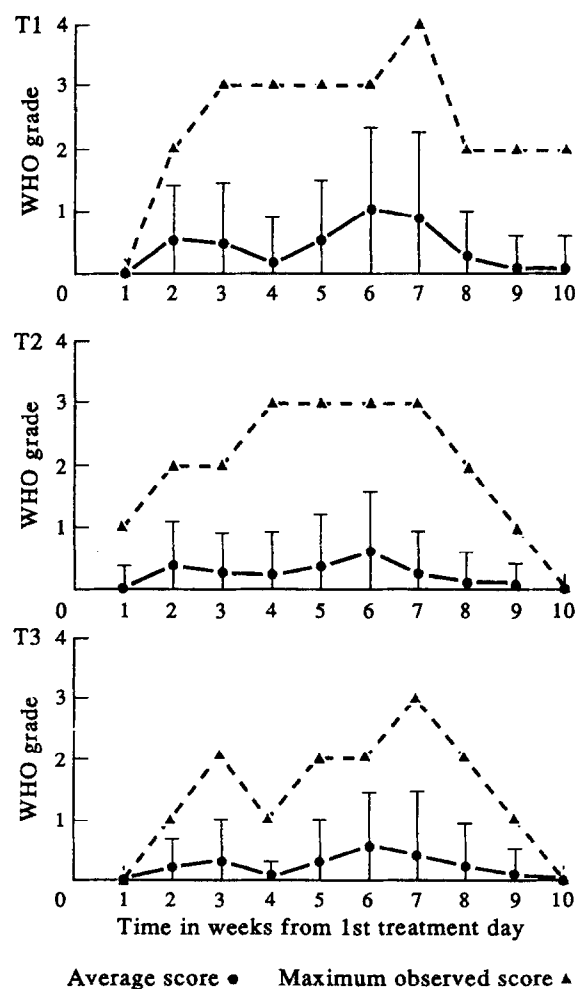 T1
4
3
2
1
0
WHO grade
1 2 3 4 5 6 7 8 9 10
T2
4
3
2
1
0
WHO grade
1 2 3 4 5 6 7 8 9 10
T3
4
3
2
1
0
WHO grade
1 2 3 4 5 6 7 8 9 10
Time in weeks from 1st treatment day
Average score ● Maximum observed score ▲